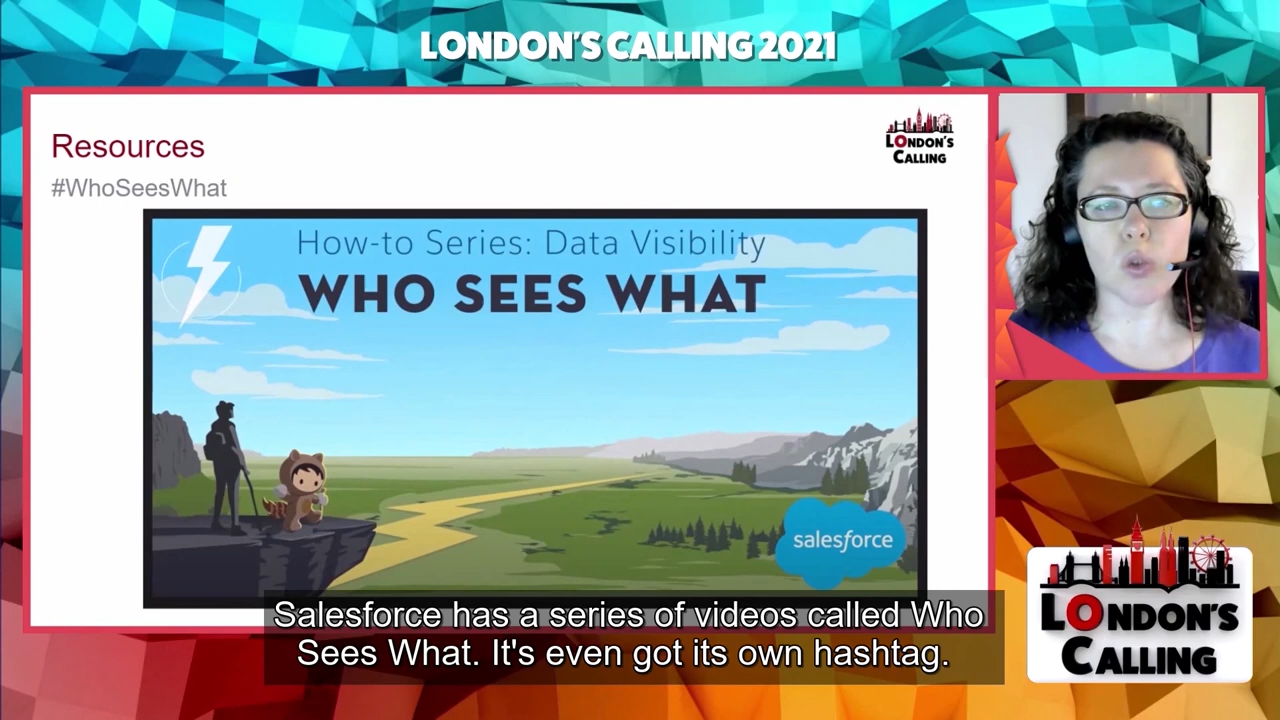 LONDON'S CALLING 2021
Resources
#WhoSeesWhat
LONDON'S
CALLING
How-to Series: Data Visibility
WHO SEES WHAT
salesforce
Salesforce has a series of videos called Who
Sees What. It's even got its own hashtag.
LONDON'S
CALLING